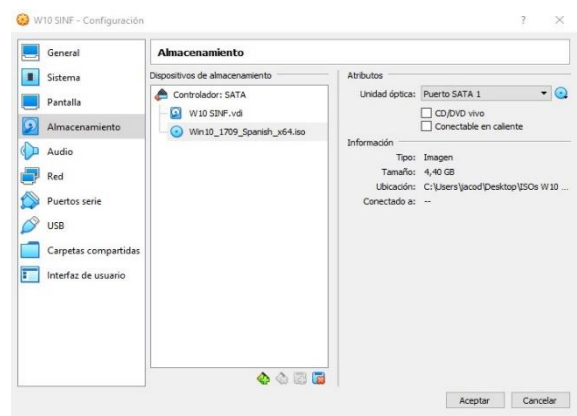 W10 SINF - Configuración
General
Sistema
Pantalla
Almacenamiento
Audio
Red
Puertos serie
USB
Carpetas compartidas
Interfaz de usuario
Almacenamiento
Dispositivos de almacenamiento
Controlador: SATA
W10 SINF.vdi
Win10_1709_Spanish_x64.iso
Atributos
Unidad óptica: Puerto SATA 1
CD/DVD vivo
Conectable en caliente
Información
Tipo: Imagen
Tamaño: 4,40 GB
Ubicación: C:\Users\jacod\Desktop\ISOs W10 ...
Conectado a: --
Aceptar Cancelar